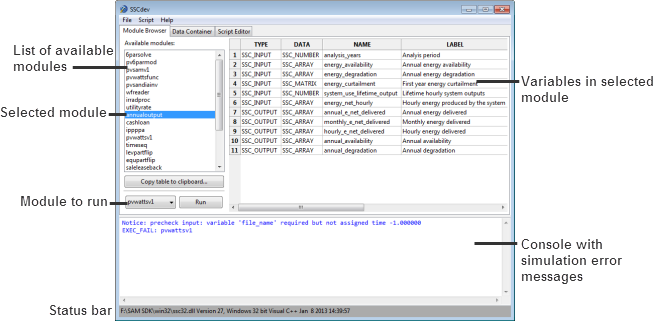 SSCdev
File Script Help
Module Browser Data Container Script Editor
Available modules:
6parsolve
pv6parmod
pvsamv1
pvwattsfunc
pvsandiainv
wfreader
irradproc
utilityrate
annualoutput
cashloan
ippppa
pvwattsv1
timeseq
levpartflip
equpartflip
saleleaseback
Copy table to clipboard...
pvwattsv1 Run
TYPE DATA NAME LABEL
1 SSC_INPUT SSC_NUMBER analysis_years Analyis period
2 SSC_INPUT SSC_ARRAY energy_availability Annual energy availability
3 SSC_INPUT SSC_ARRAY energy_degradation Annual energy degradation
4 SSC_INPUT SSC_MATRIX energy_curtailment First year energy curtailment
5 SSC_INPUT SSC_NUMBER system_use_lifetime_output Lifetime hourly system outputs
6 SSC_INPUT SSC_ARRAY energy_net_hourly Hourly energy produced by the system
7 SSC_OUTPUT SSC_ARRAY annual_e_net_delivered Annual energy delivered
8 SSC_OUTPUT SSC_ARRAY monthly_e_net_delivered Monthly energy delivered
9 SSC_OUTPUT SSC_ARRAY hourly_e_net_delivered Hourly energy delivered
10 SSC_OUTPUT SSC_ARRAY annual_availability Annual availability
11 SSC_OUTPUT SSC_ARRAY annual_degradation Annual degradation
Notice: precheck input: variable 'file_name' required but not assigned time -1.000000
EXEC_FAIL: pvwattsv1
F:\SAM SDK\win32\ssc32.dll Version 27, Windows 32 bit Visual C++ Jan 8 2013 14:39:57
List of available
modules
Selected module
Module to run
Status bar
Variables in selected
module
Console with
simulation error
messages